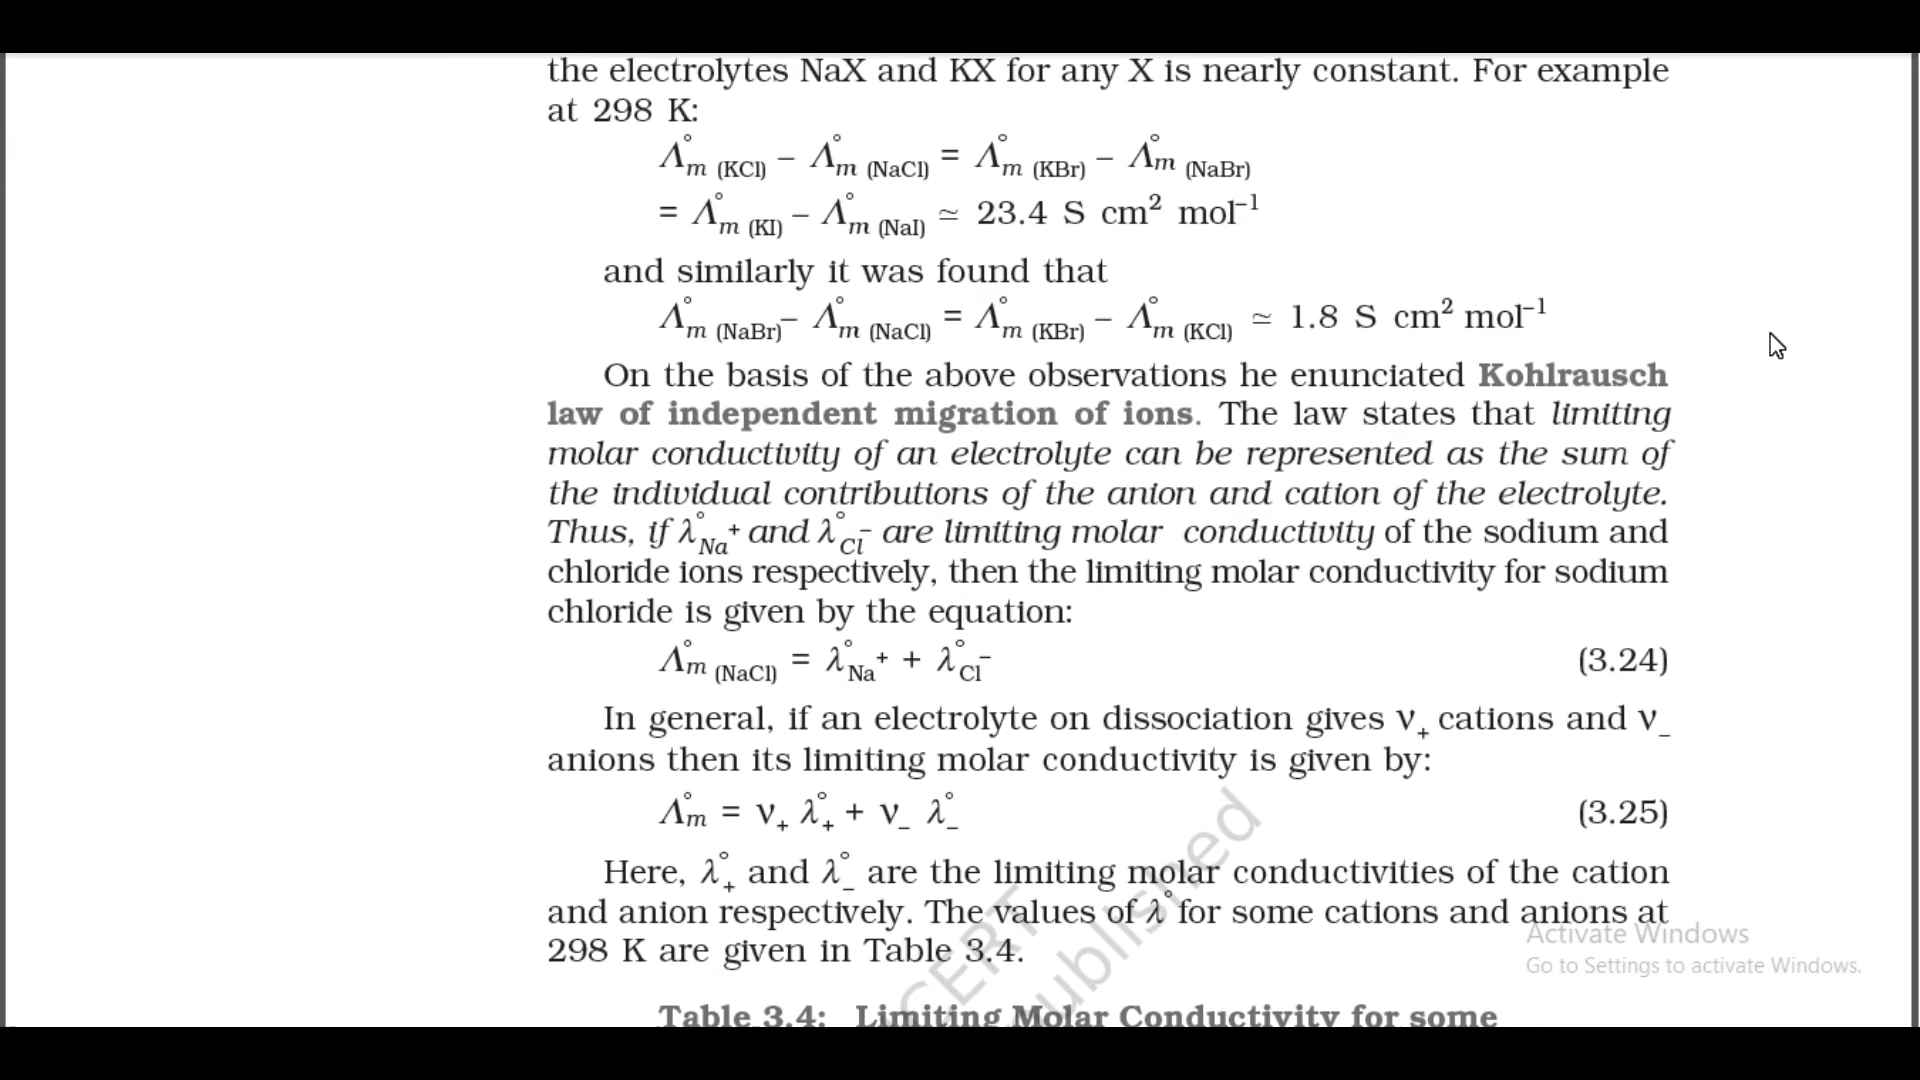 the electrolytes NaX and KX for any X is nearly constant. For example
at 298 K:
Λ°m (KCl) – Λ°m (NaCl) = Λ°m (KBr) – Λ°m (NaBr)
= Λ°m (KI) – Λ°m (NaI) ≃ 23.4 S cm² mol⁻¹
and similarly it was found that
Λ°m (NaBr) – Λ°m (NaCl) = Λ°m (KBr) – Λ°m (KCl) ≃ 1.8 S cm² mol⁻¹
On the basis of the above observations he enunciated Kohlrausch
law of independent migration of ions. The law states that limiting
molar conductivity of an electrolyte can be represented as the sum of
the individual contributions of the anion and cation of the electrolyte.
Thus, if λ°Na⁺ and λ°Cl⁻ are limiting molar conductivity of the sodium and
chloride ions respectively, then the limiting molar conductivity for sodium
chloride is given by the equation:
Λ°m (NaCl) = λ°Na⁺ + λ°Cl⁻ (3.24)
In general, if an electrolyte on dissociation gives ν₊ cations and ν₋
anions then its limiting molar conductivity is given by:
Λ°m = ν₊ λ°₊ + ν₋ λ°₋ (3.25)
Here, λ°₊ and λ°₋ are the limiting molar conductivities of the cation
and anion respectively. The values of λ° for some cations and anions at
298 K are given in Table 3.4.
Activate Windows
Go to Settings to activate Windows.
Table 3.4: Limiting Molar Conductivity for some